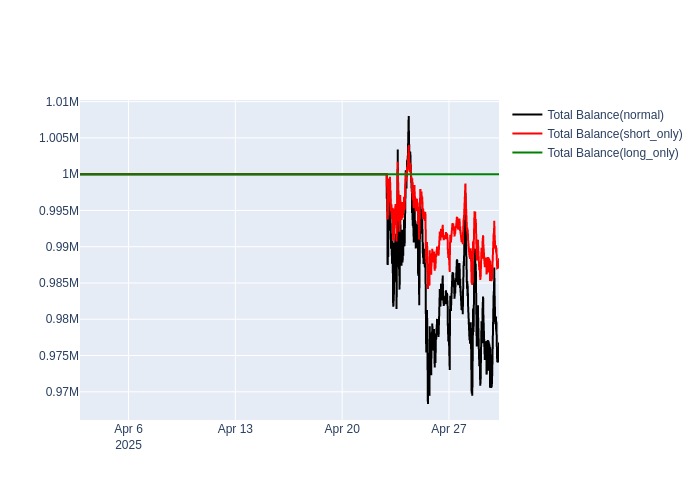 1.01M
1.005M
1M
0.995M
0.99M
0.985M
0.98M
0.975M
0.97M
Apr 6
2025
Apr 13
Apr 20
Apr 27
Total Balance(normal)
Total Balance(short_only)
Total Balance(long_only)